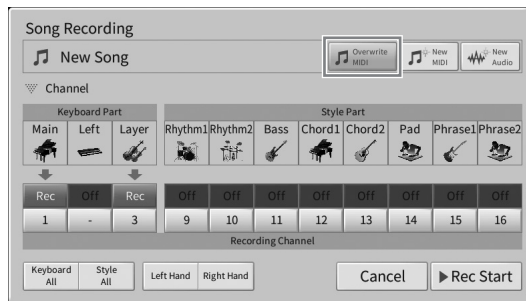 Song Recording
New Song
Overwrite MIDI
New MIDI
New Audio
Channel
Keyboard Part
Style Part
Main Left Layer Rhythm1 Rhythm2 Bass Chord1 Chord2 Pad Phrase1 Phrase2
Rec Off Rec Off Off Off Off Off Off Off Off
1 - 3 9 10 11 12 13 14 15 16
Recording Channel
Keyboard All
Style All
Left Hand
Right Hand
Cancel
Rec Start